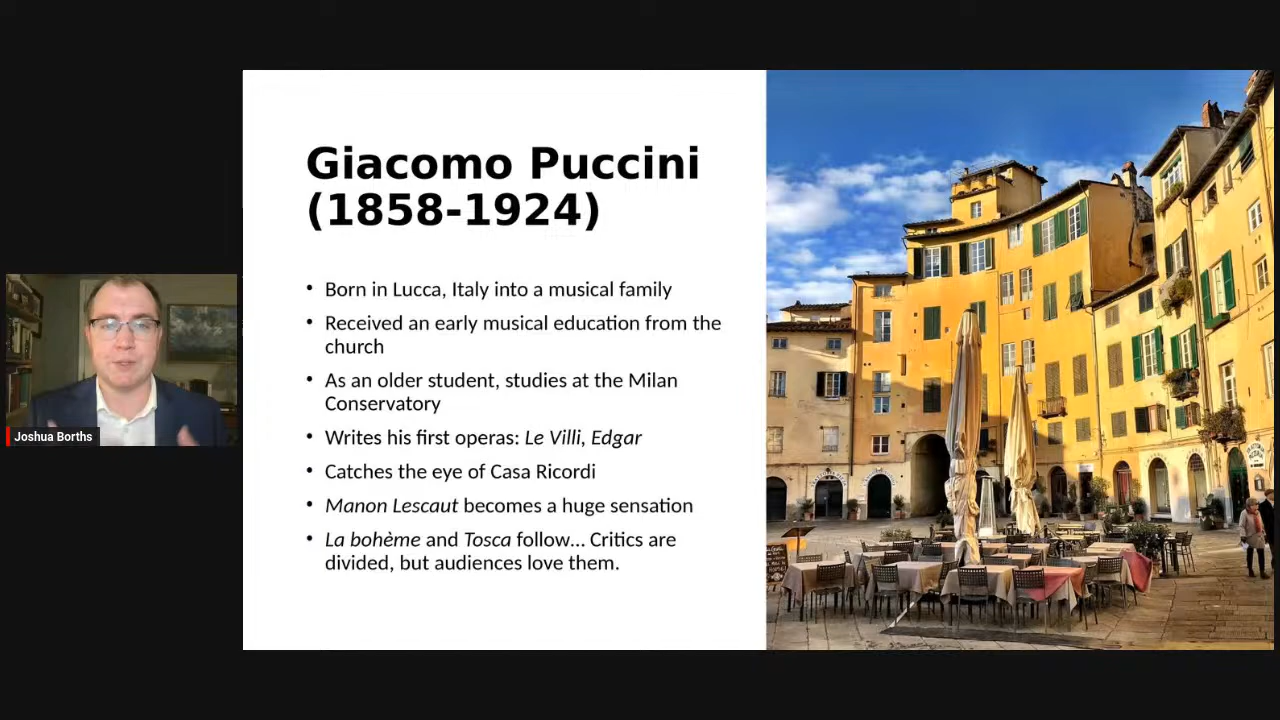 Giacomo Puccini
(1858-1924)
• Born in Lucca, Italy into a musical family
• Received an early musical education from the
church
• As an older student, studies at the Milan
Conservatory
• Writes his first operas: Le Villi, Edgar
• Catches the eye of Casa Ricordi
• Manon Lescaut becomes a huge sensation
• La bohème and Tosca follow... Critics are
divided, but audiences love them.
Joshua Borths